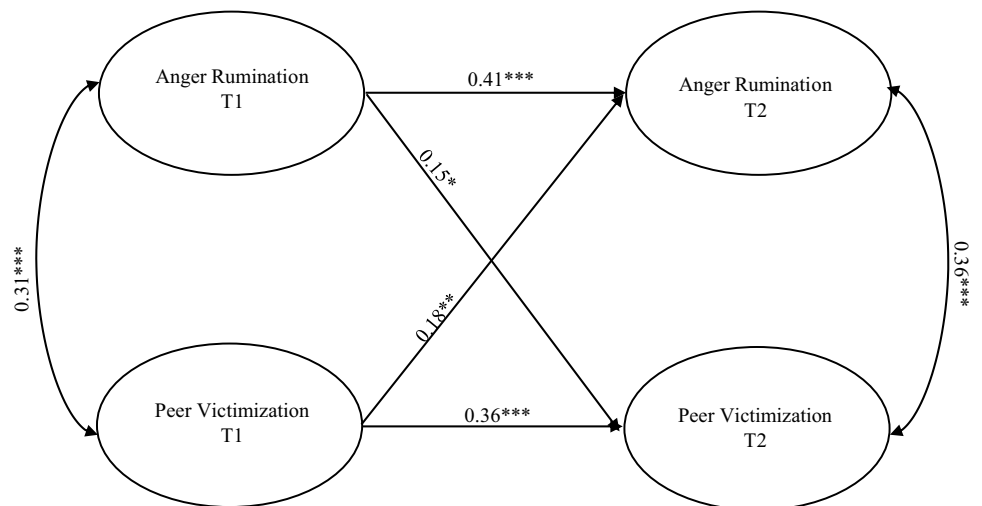 Anger Rumination
T1
0.41***
Anger Rumination
T2
0.15*
0.31***
0.36***
0.18**
Peer Victimization
T1
0.36***
Peer Victimization
T2